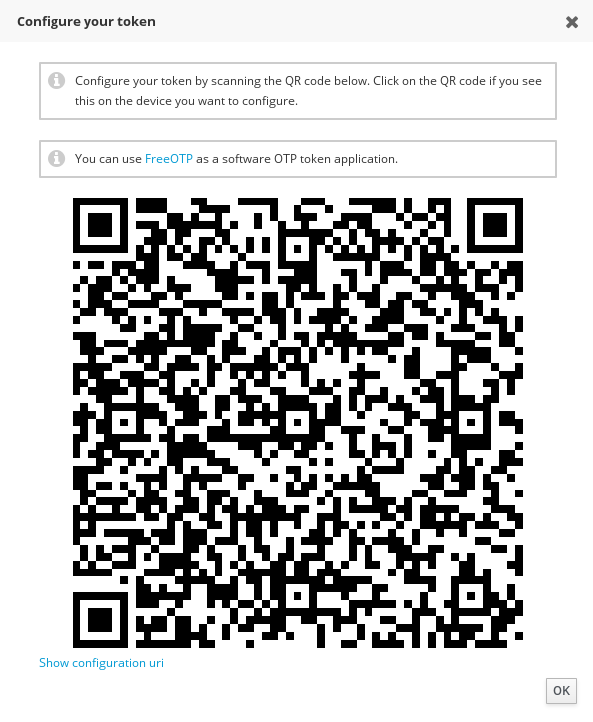 Configure your token
Configure your token by scanning the QR code below. Click on the QR code if you see
this on the device you want to configure.
You can use FreeOTP as a software OTP token application.
Show configuration uri
OK